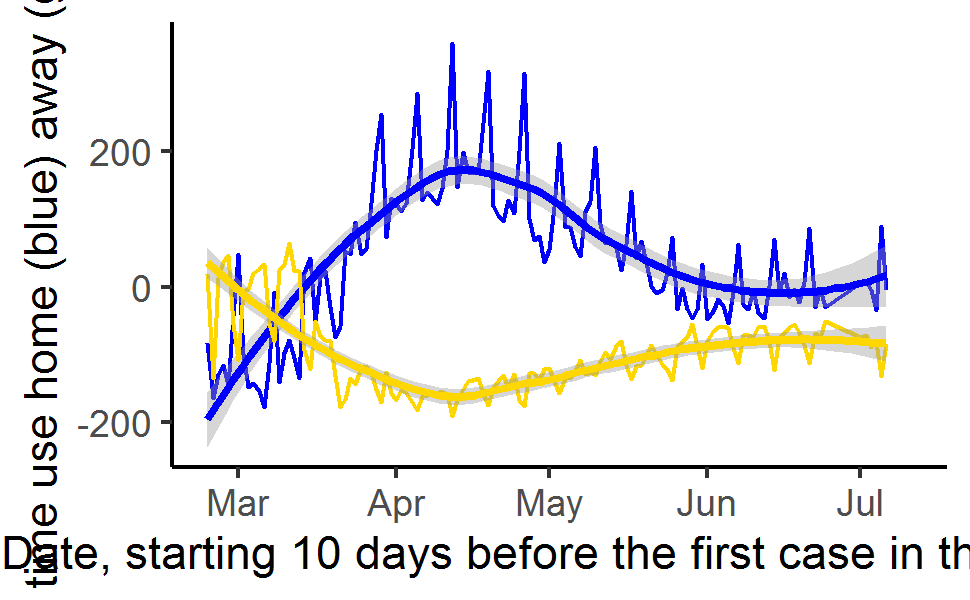 time use home (blue) away (
200
0
-200
Mar Apr May Jun Jul
Date, starting 10 days before the first case in th